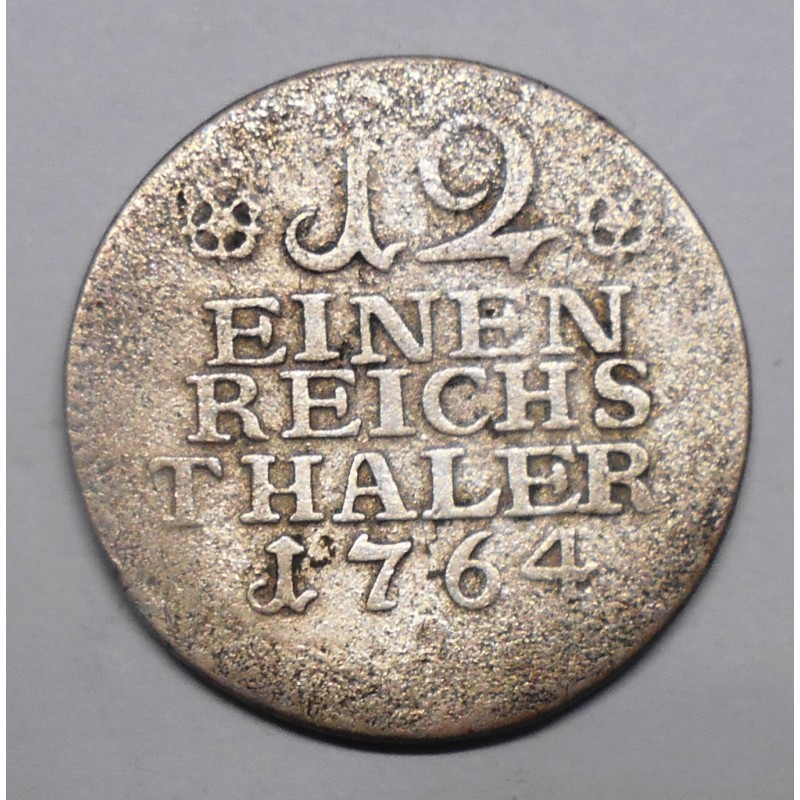 12
EINEN
REICHS
THALER
1764